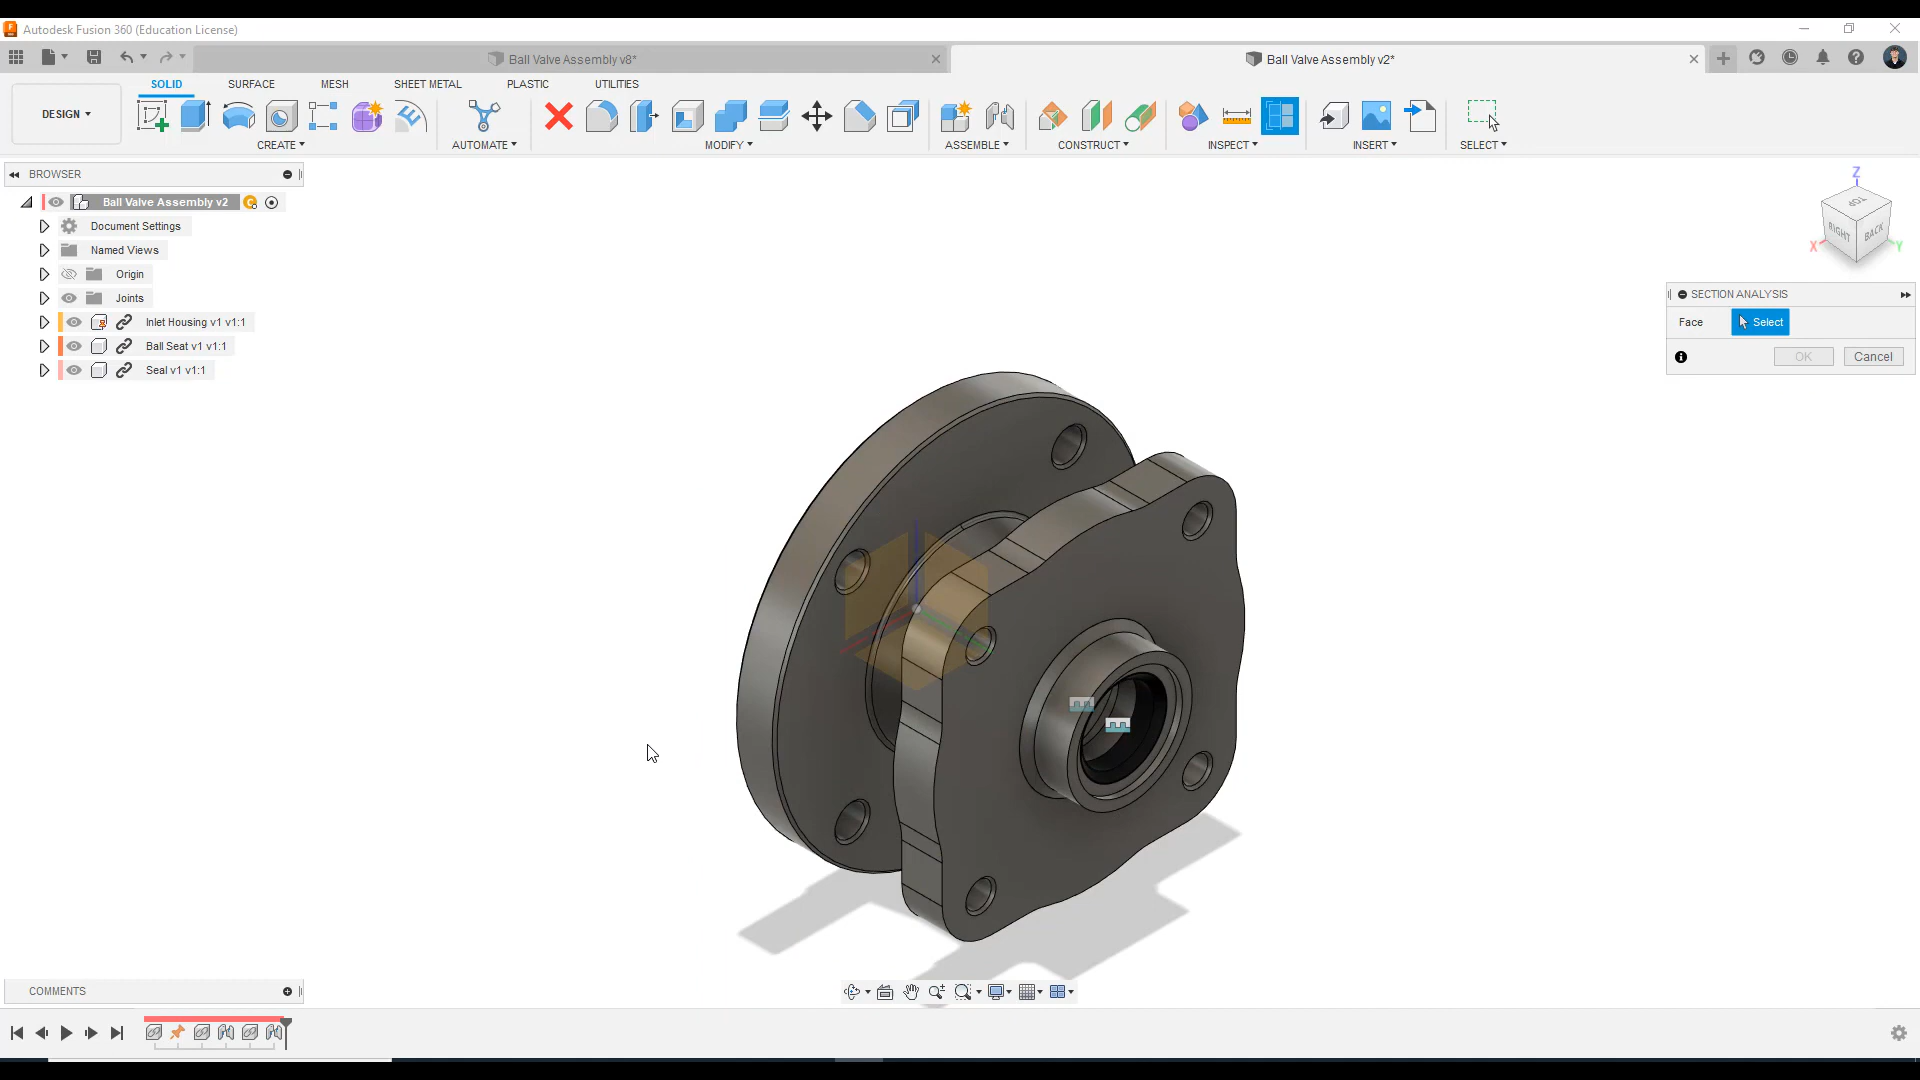 Autodesk Fusion 360 (Education License)
Ball Valve Assembly v8*
Ball Valve Assembly v2*
SOLID
SURFACE
MESH
SHEET METAL
PLASTIC
UTILITIES
DESIGN
CREATE
AUTOMATE
MODIFY
ASSEMBLE
CONSTRUCT
INSPECT
INSERT
SELECT
BROWSER
Ball Valve Assembly v2
Document Settings
Named Views
Origin
Joints
Inlet Housing v1 v1:1
Ball Seat v1 v1:1
Seal v1 v1:1
Z
TOP
RIGHT
BACK
X
Y
SECTION ANALYSIS
Face
Select
OK
Cancel
COMMENTS